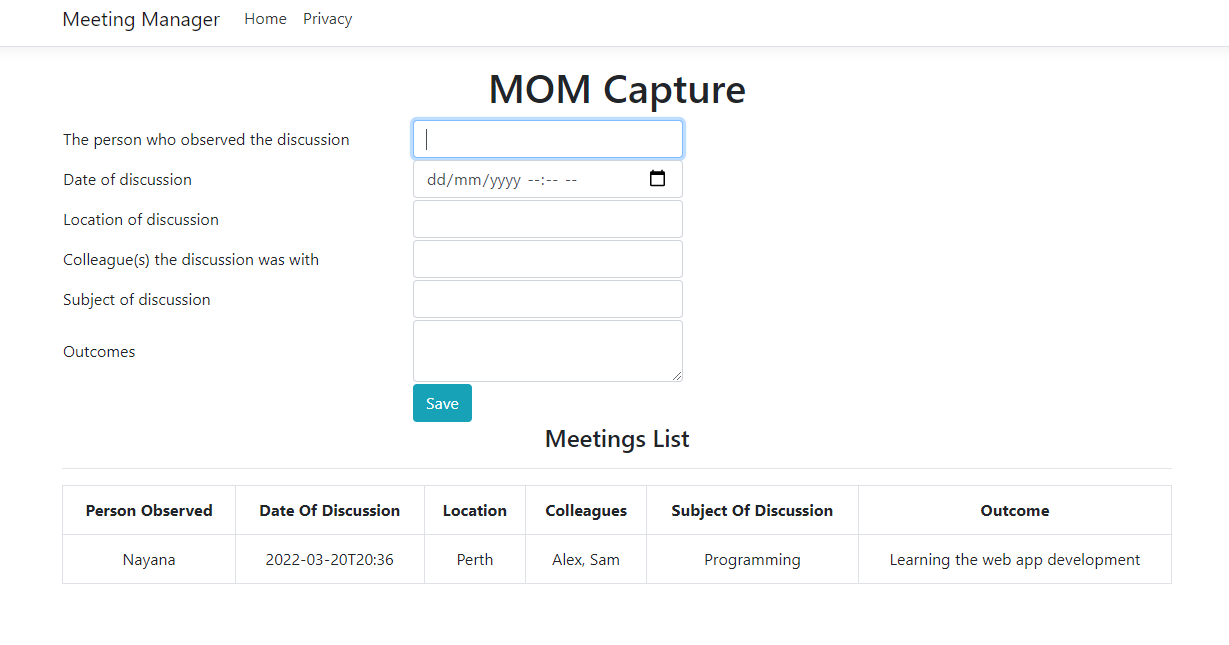 Meeting Manager Home Privacy
MOM Capture
The person who observed the discussion
Date of discussion dd/mm/yyyy --:-- --
Location of discussion
Colleague(s) the discussion was with
Subject of discussion
Outcomes
Save
Meetings List
Person Observed Date Of Discussion Location Colleagues Subject Of Discussion Outcome
Nayana 2022-03-20T20:36 Perth Alex, Sam Programming Learning the web app development